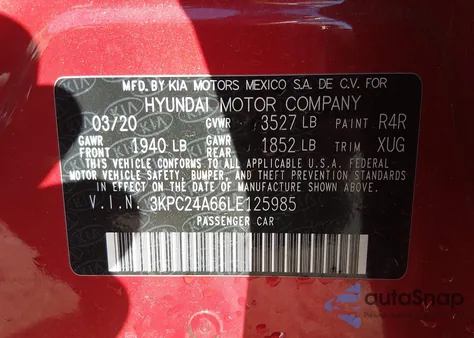 MFD.BY KIA MOTORS MEXICO S.A. DE C.V. FOR
HYUNDAI MOTOR COMPANY
03/20 GVWR 3527 LB PAINT R4R
GAWR FRONT 1940 LB GAWR REAR 1852 LB TRIM XUG
THIS VEHICLE CONFORMS TO ALL APPLICABLE U.S.A. FEDERAL
MOTOR VEHICLE SAFETY, BUMPER, AND THEFT PREVENTION STANDARDS
IN EFFECT ON THE DATE OF MANUFACTURE SHOWN ABOVE.
V.I.N. 3KPC24A66LE125985
PASSENGER CAR
autoSnap